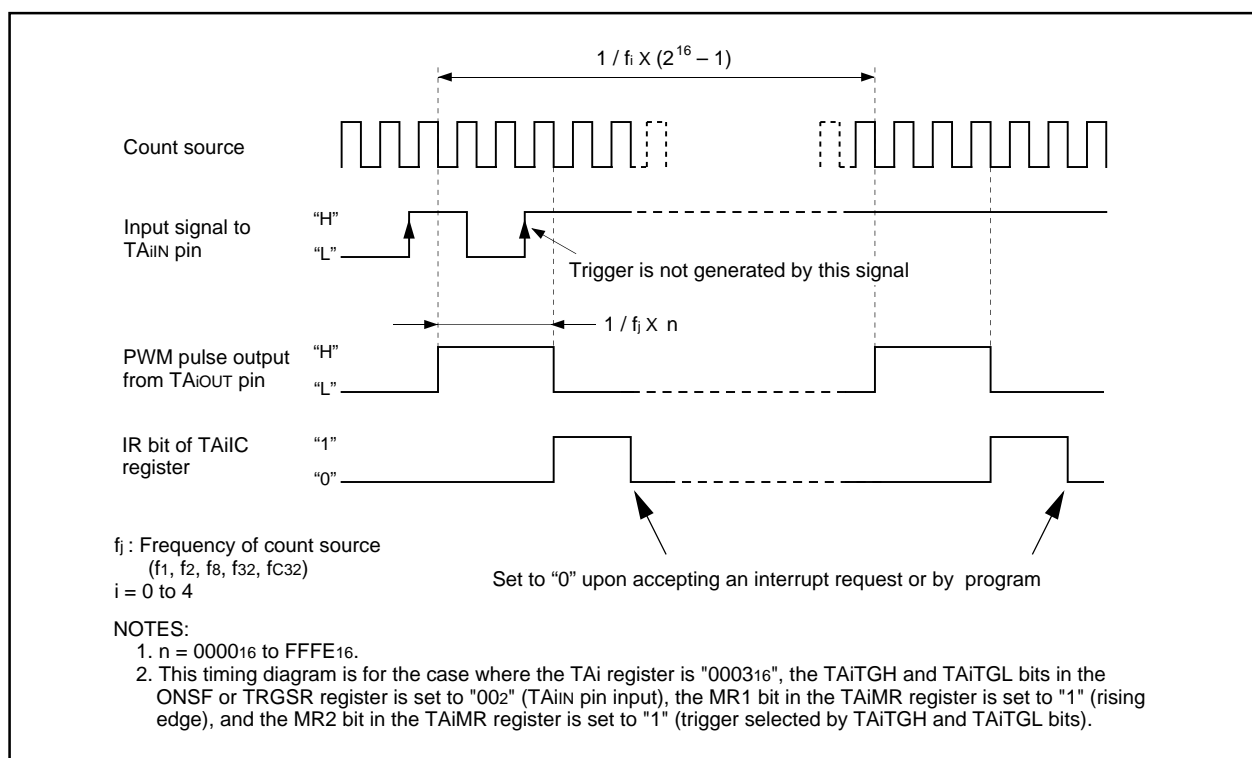 1 / fi X (2^16 – 1)
Count source
Input signal to
TAiIN pin
“H”
“L”
Trigger is not generated by this signal
1 / fj X n
PWM pulse output
from TAiOUT pin
“H”
“L”
IR bit of TAiIC
register
“1”
“0”
fj : Frequency of count source
(f1, f2, f8, f32, fC32)
i = 0 to 4
Set to “0” upon accepting an interrupt request or by program
NOTES:
1. n = 000016 to FFFE16.
2. This timing diagram is for the case where the TAi register is "000316", the TAiTGH and TAiTGL bits in the
ONSF or TRGSR register is set to "002" (TAiIN pin input), the MR1 bit in the TAiMR register is set to "1" (rising
edge), and the MR2 bit in the TAiMR register is set to "1" (trigger selected by TAiTGH and TAiTGL bits).